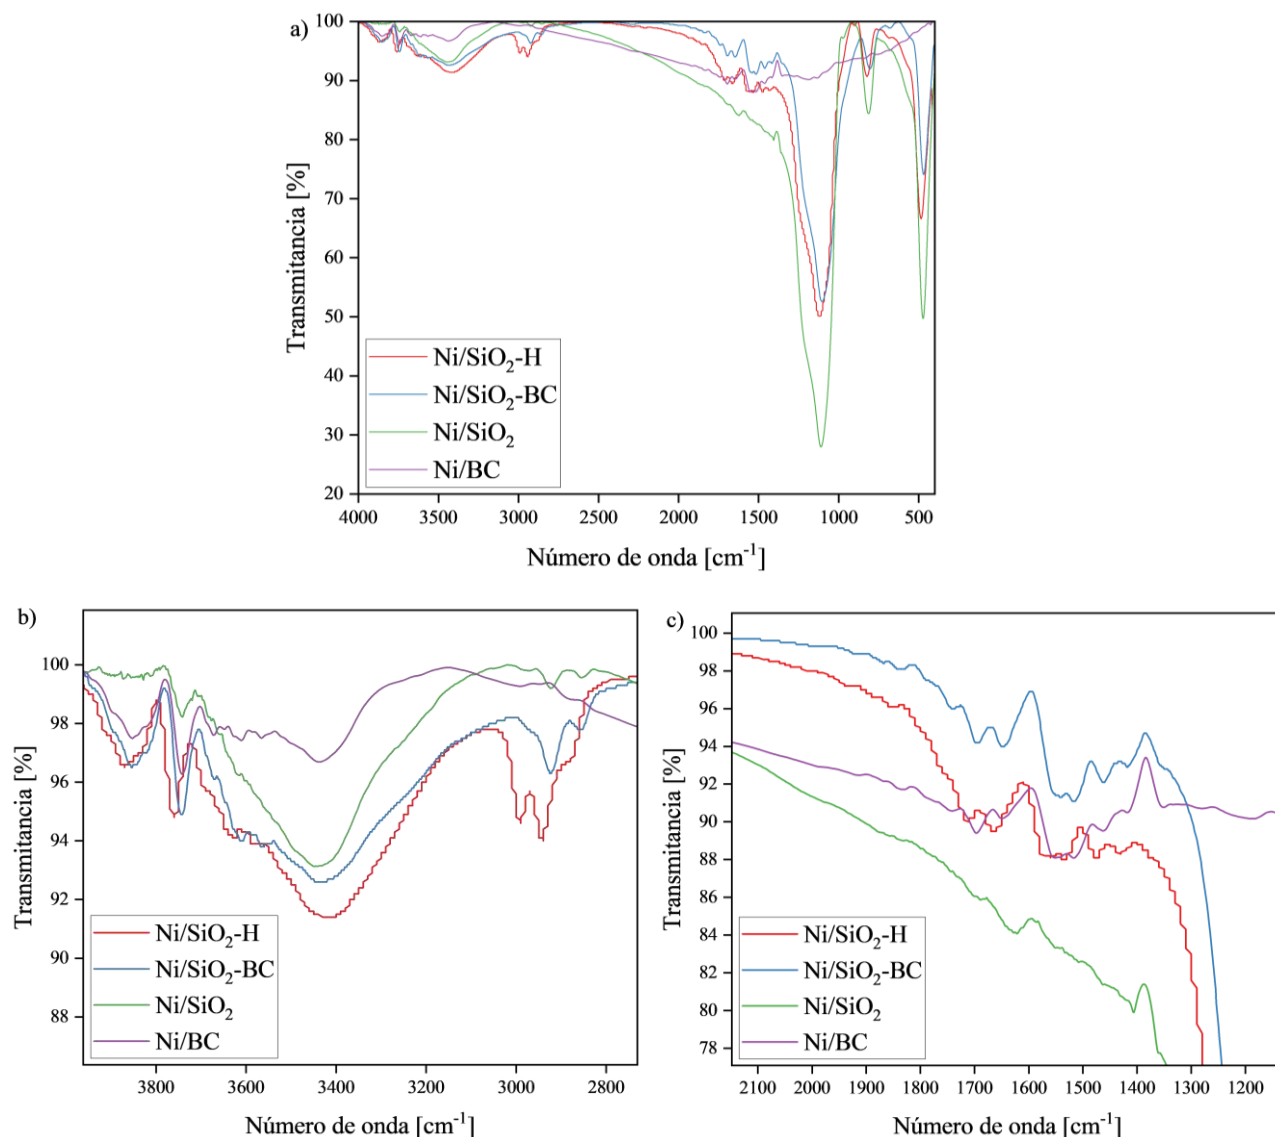 a)
Transmitancia [%]
100
90
80
70
60
50
40
30
20
Ni/SiO₂-H
Ni/SiO₂-BC
Ni/SiO₂
Ni/BC
4000 3500 3000 2500 2000 1500 1000 500
Número de onda [cm⁻¹]
b)
Transmitancia [%]
100
98
96
94
92
90
88
Ni/SiO₂-H
Ni/SiO₂-BC
Ni/SiO₂
Ni/BC
3800 3600 3400 3200 3000 2800
Número de onda [cm⁻¹]
c)
Transmitancia [%]
100
98
96
94
92
90
88
86
84
82
80
78
Ni/SiO₂-H
Ni/SiO₂-BC
Ni/SiO₂
Ni/BC
2100 2000 1900 1800 1700 1600 1500 1400 1300 1200
Número de onda [cm⁻¹]